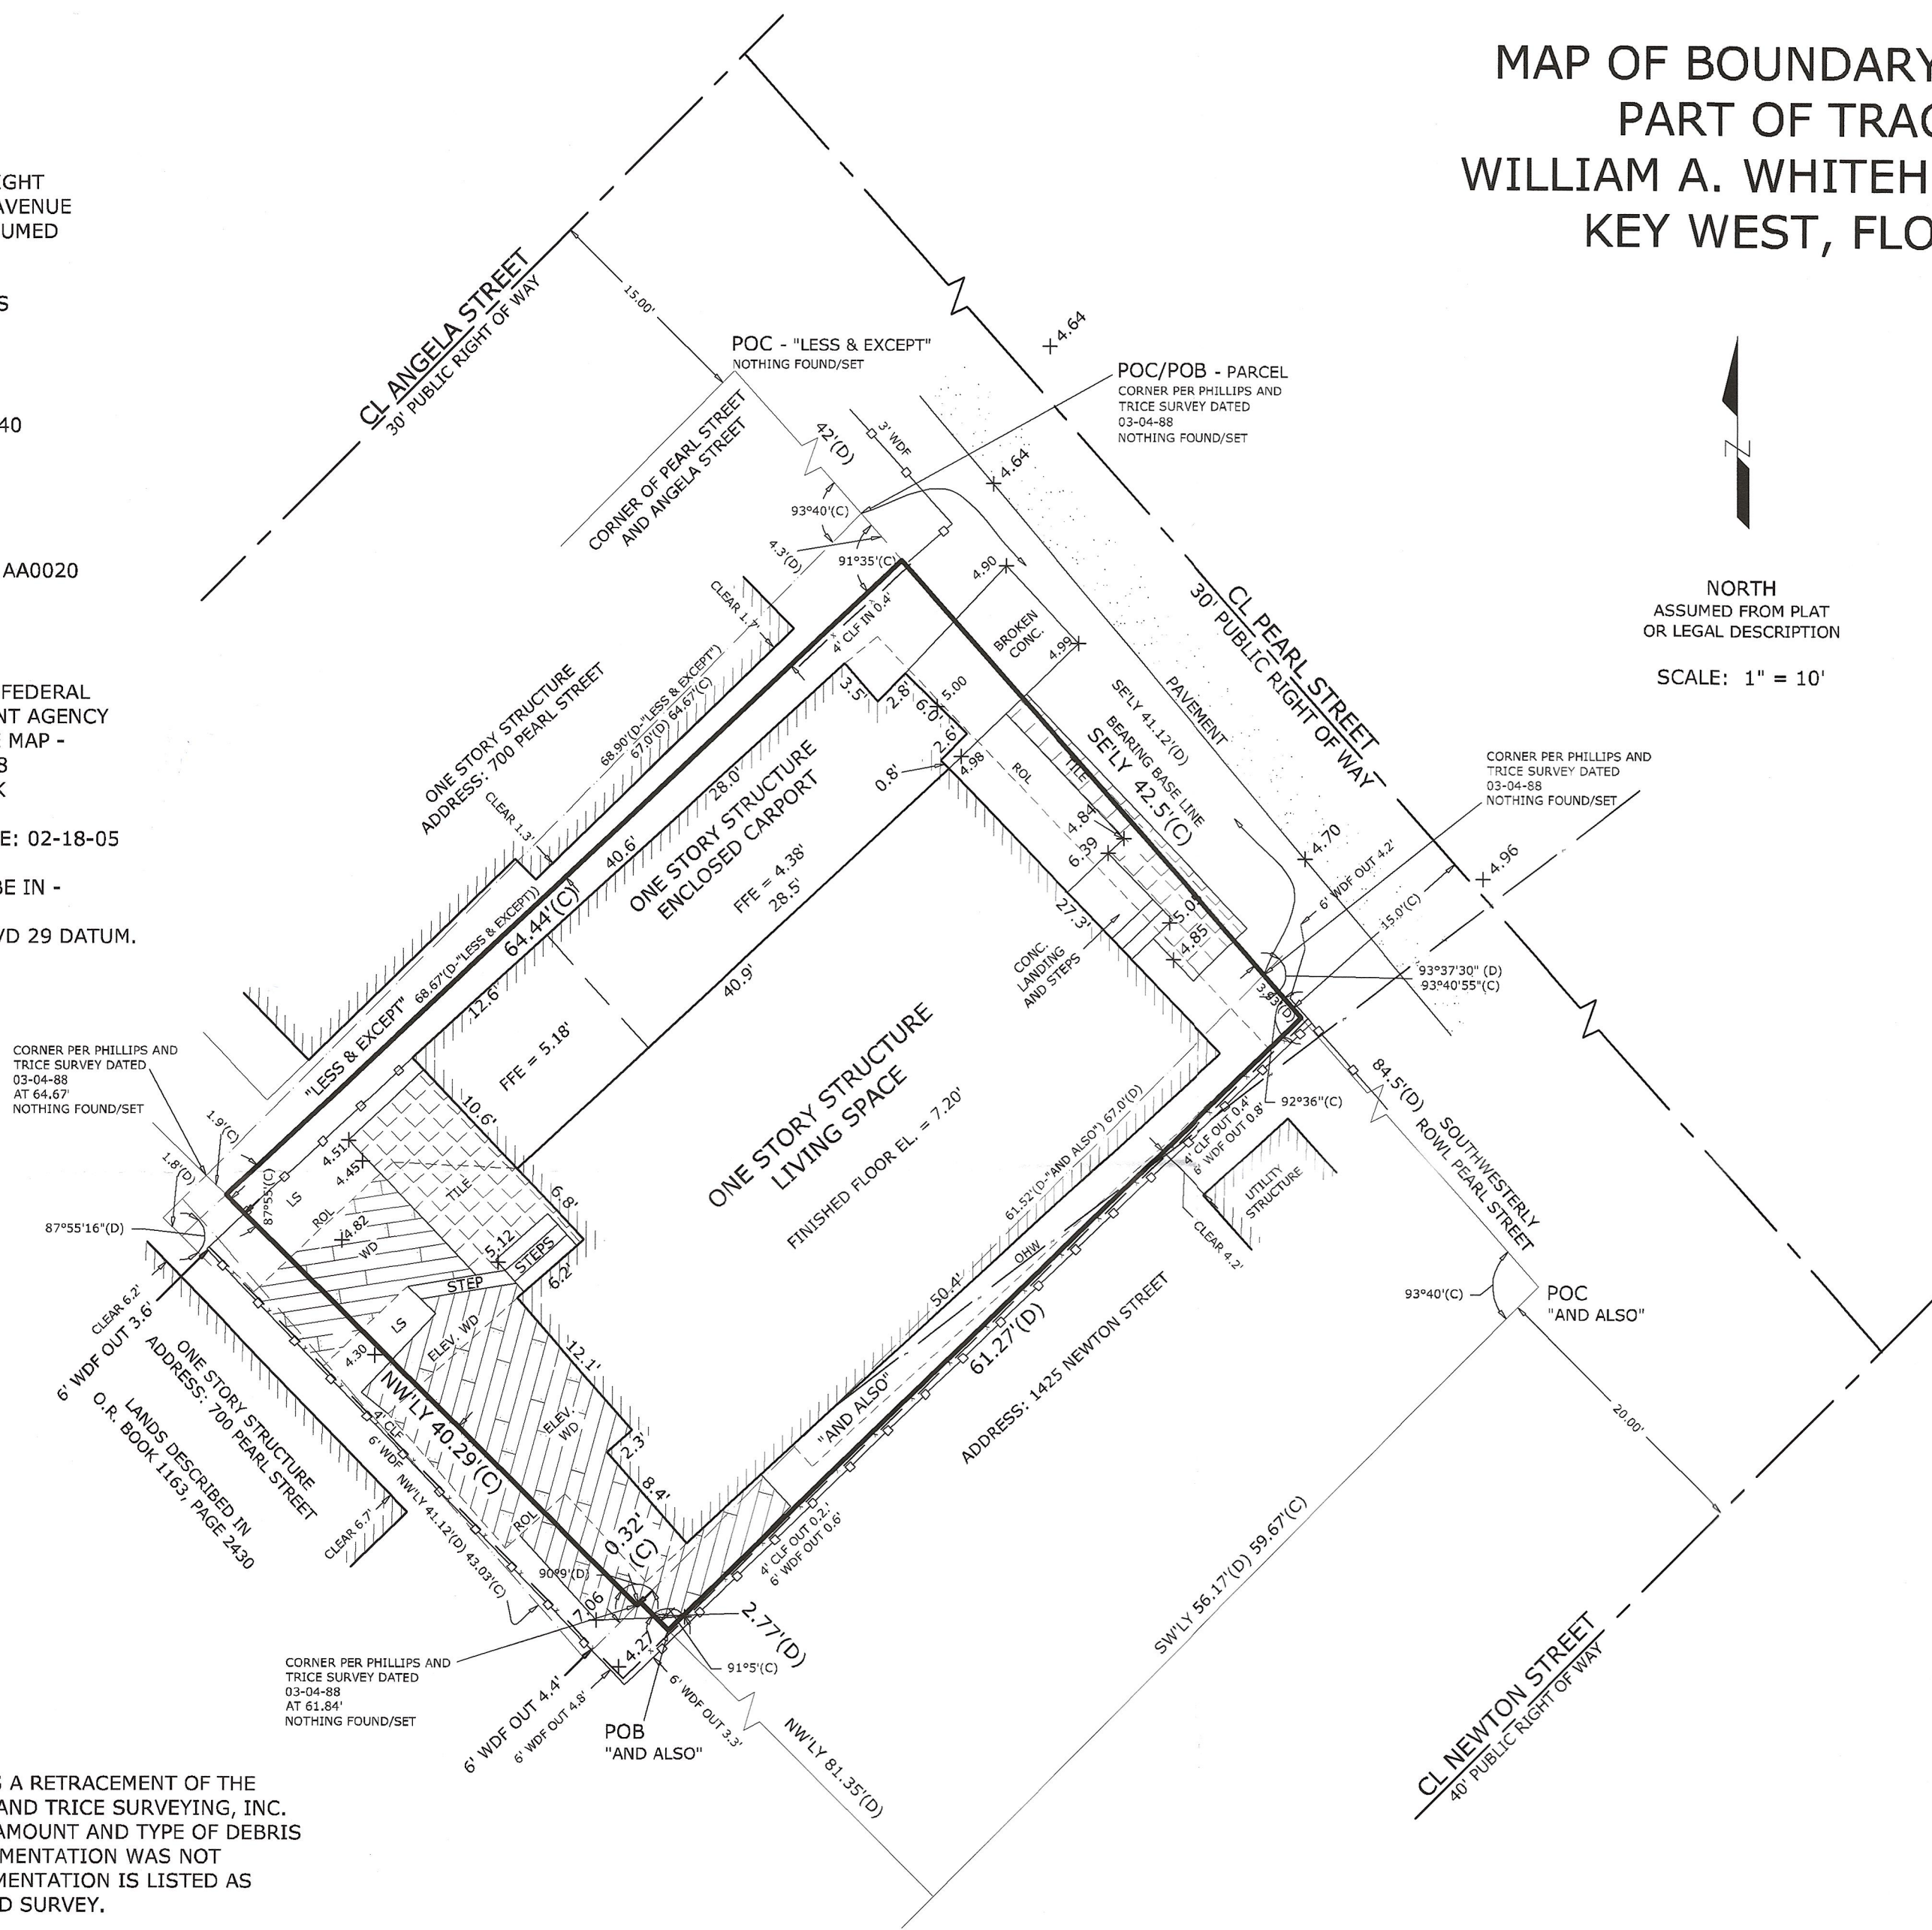 MAP OF BOUNDARY
PART OF TRAC
WILLIAM A. WHITEH
KEY WEST, FLO
IGHT
AVENUE
UMED
S
40
AA0020
FEDERAL
NT AGENCY
E MAP -
8
K
E: 02-18-05
BE IN -
VD 29 DATUM.
CL ANGELA STREET
30' PUBLIC RIGHT OF WAY
15.00'
POC - "LESS & EXCEPT"
NOTHING FOUND/SET
CORNER OF PEARL STREET
AND ANGELA STREET
42'(D)
3' WDF
4.64
4.64
POC/POB - PARCEL
CORNER PER PHILLIPS AND
TRICE SURVEY DATED
03-04-88
NOTHING FOUND/SET
NORTH
ASSUMED FROM PLAT
OR LEGAL DESCRIPTION
SCALE: 1" = 10'
93°40'(C)
4.3'(D)
91°35'(C)
CLEAR 1.7'
4' CLF IN 0.4'
4.90
BROKEN
CONC.
4.99
CL PEARL STREET
30' PUBLIC RIGHT OF WAY
PAVEMENT
SE'LY 41.12'(D)
BEARING BASE LINE
SE'LY 42.5'(C)
ONE STORY STRUCTURE
ADDRESS: 700 PEARL STREET
68.90'(D-"LESS & EXCEPT")
67.0'(D) 64.67'(C)
CLEAR 1.3'
3.5'
2.8'
6.0'
5.00
2.6'
4.98
0.8'
28.0'
40.6'
ONE STORY STRUCTURE
ENCLOSED CARPORT
FFE = 4.38'
28.5'
ROL
TILE
4.84
6.39
27.3'
5.09
4.85
CONC.
LANDING
AND STEPS
4.70
4.96
6' WDF OUT 4.2'
15.0'(C)
CORNER PER PHILLIPS AND
TRICE SURVEY DATED
03-04-88
NOTHING FOUND/SET
93°37'30" (D)
93°40'55"(C)
3.93'(D)
92°36"(C)
68.67'(D-"LESS & EXCEPT))
64.44'(C)
"LESS & EXCEPT"
12.6'
40.9'
FFE = 5.18'
ONE STORY STRUCTURE
LIVING SPACE
FINISHED FLOOR EL. = 7.20'
61.52'(D-"AND ALSO") 67.0'(D)
4' CLF OUT 0.4'
6' WDF OUT 0.8'
UTILITY
STRUCTURE
CLEAR 4.2'
84.5'(D)
SOUTHWESTERLY
ROWL PEARL STREET
93°40'(C)
POC
"AND ALSO"
CORNER PER PHILLIPS AND
TRICE SURVEY DATED
03-04-88
AT 64.67'
NOTHING FOUND/SET
1.9'(C)
1.8'(D)
87°55'(C)
87°55'16"(D)
10.6'
4.51
4.45
LS
ROL
4.82
WD
TILE
6.8'
5.12
STEPS
STEP
6.2'
LS
ELEV. WD
4.30
12.1'
ELEV.
WD
2.3'
8.4'
OHW
50.4'
61.27'(D)
"AND ALSO"
ADDRESS: 1425 NEWTON STREET
CLEAR 6.2'
6' WDF OUT 3.6'
ONE STORY STRUCTURE
ADDRESS: 700 PEARL STREET
LANDS DESCRIBED IN
O.R. BOOK 1163, PAGE 2430
CLEAR 6.7'
NW'LY 40.29'(C)
4' CLF
6' WDF
NW'LY 41.12'(D) 43.03'(C)
ROL
0.32'
(C)
90°9'(D)
7.06
4.27
2.77'(D)
91°5'(C)
4' CLF OUT 0.2.'
6' WDF OUT 0.6'
CORNER PER PHILLIPS AND
TRICE SURVEY DATED
03-04-88
AT 61.84'
NOTHING FOUND/SET
6' WDF OUT 4.4'
6' WDF OUT 4.8'
POB
"AND ALSO"
6' WDF OUT 3.3'
NW'LY 81.35'(D)
SW'LY 56.17'(D) 59.67'(C)
20.00'
CL NEWTON STREET
40' PUBLIC RIGHT OF WAY
S A RETRACEMENT OF THE
AND TRICE SURVEYING, INC.
AMOUNT AND TYPE OF DEBRIS
MENTATION WAS NOT
MENTATION IS LISTED AS
D SURVEY.